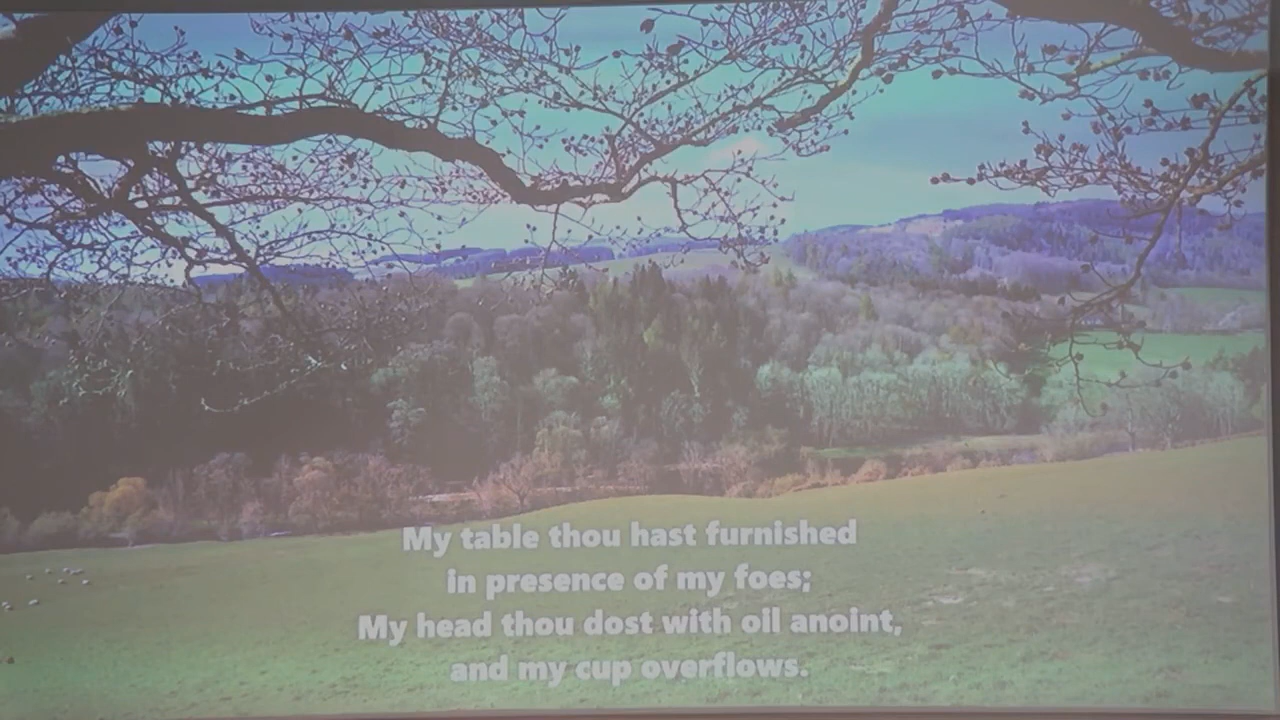 My table thou hast furnished
in presence of my foes;
My head thou dost with oil anoint,
and my cup overflows.